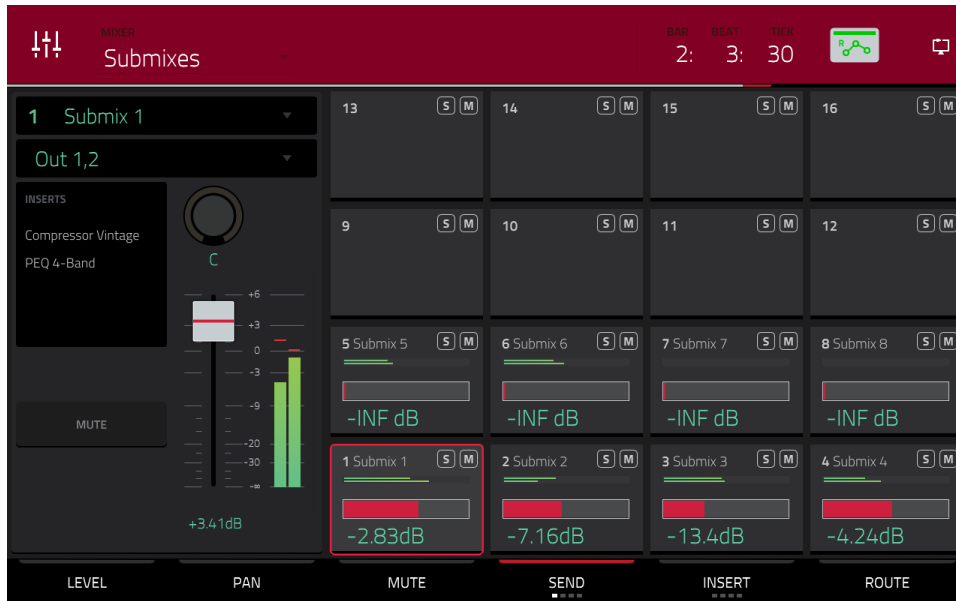 MIXER
Submixes
BAR BEAT TICK
2: 3: 30
R
1 Submix 1
Out 1,2
INSERTS
Compressor Vintage
PEQ 4-Band
C
+6
+3
0
-3
-9
-20
-30
-∞
MUTE
+3.41dB
13 S M
14 S M
15 S M
16 S M
9 S M
10 S M
11 S M
12 S M
5 Submix 5 S M
-INF dB
6 Submix 6 S M
-INF dB
7 Submix 7 S M
-INF dB
8 Submix 8 S M
-INF dB
1 Submix 1 S M
-2.83dB
2 Submix 2 S M
-7.16dB
3 Submix 3 S M
-13.4dB
4 Submix 4 S M
-4.24dB
LEVEL PAN MUTE SEND INSERT ROUTE